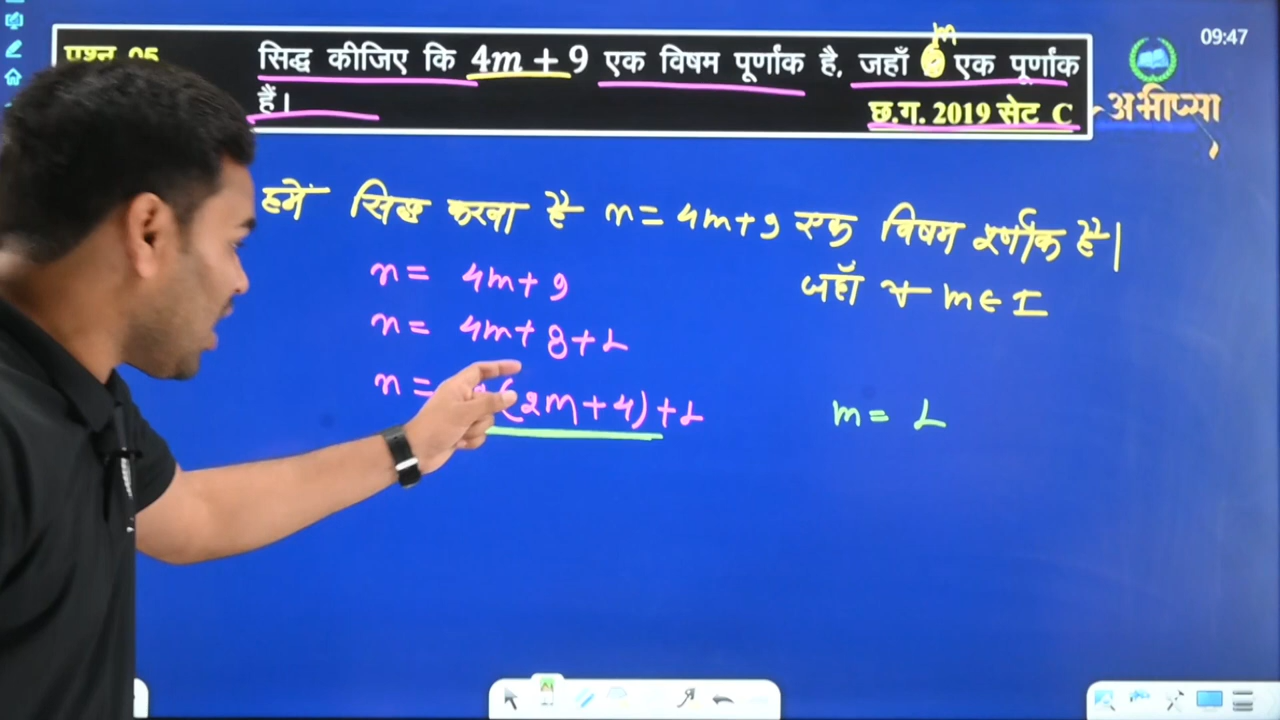 09:47
प्रश्न 05
m
सिद्ध कीजिए कि 4m + 9 एक विषम पूर्णांक है, जहाँ एक पूर्णांक
हैं।
छ.ग. 2019 सेट C
अभीप्सा
हमें सिद्ध करना है n = 4m+9 एक विषम पूर्णांक है|
n = 4m+9
जहाँ ∀ m ∈ I
n = 4m+8+1
n = (2m+4)+1
m = 1